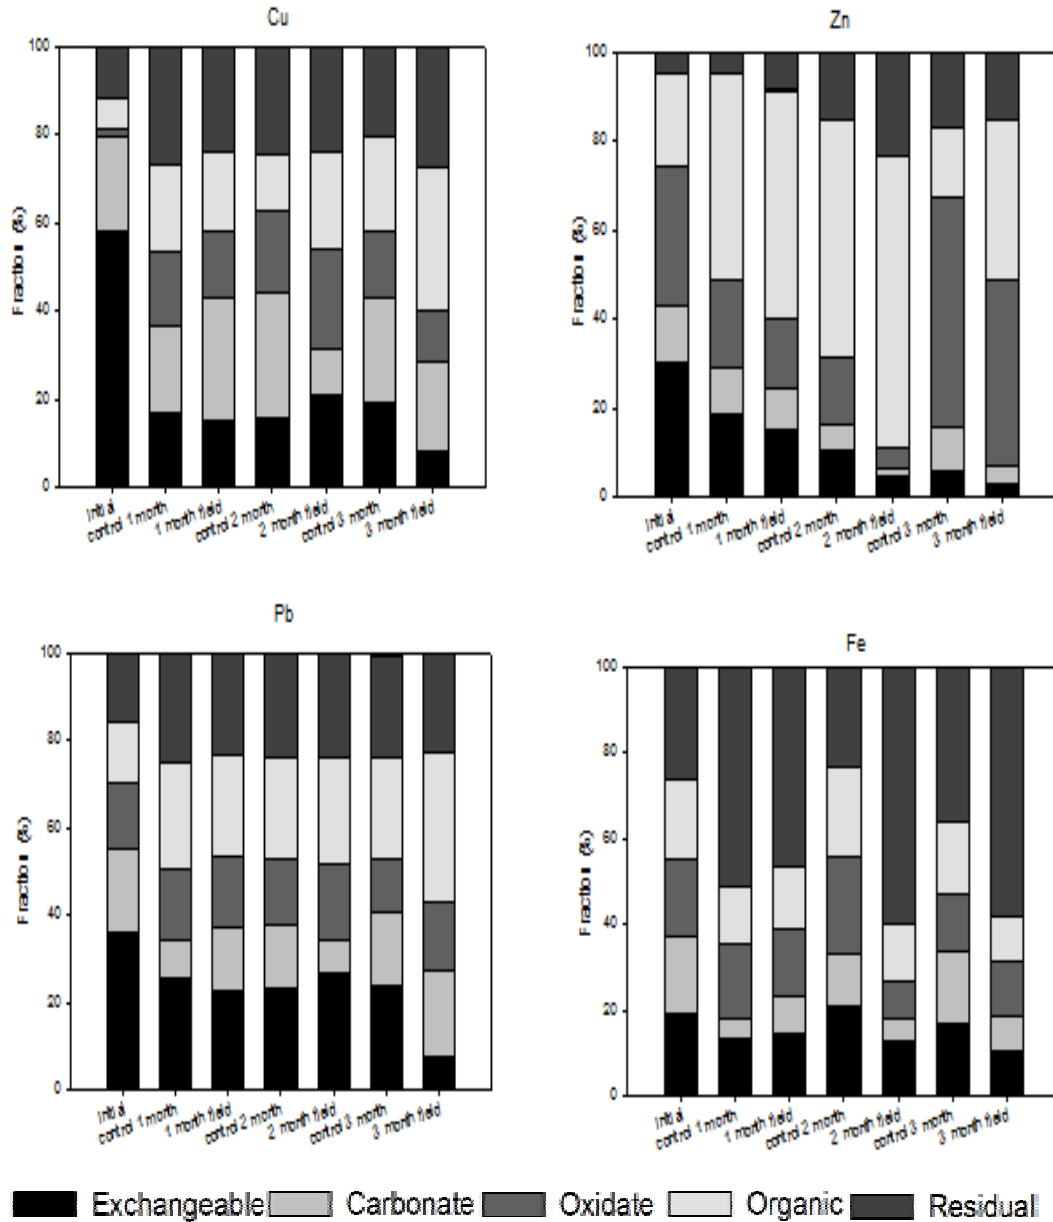 Cu
Zn
100
80
60
40
20
0
Fraction (%)
initial
control 1 month
1 month field
control 2 month
2 month field
control 3 month
3 month field
100
80
60
40
20
0
Fraction (%)
initial
control 1 month
1 month field
control 2 month
2 month field
control 3 month
3 month field
Pb
Fe
100
80
60
40
20
0
Fraction (%)
initial
control 1 month
1 month field
control 2 month
2 month field
control 3 month
3 month field
100
80
60
40
20
0
Fraction (%)
initial
control 1 month
1 month field
control 2 month
2 month field
control 3 month
3 month field
Exchangeable Carbonate Oxidate Organic Residual